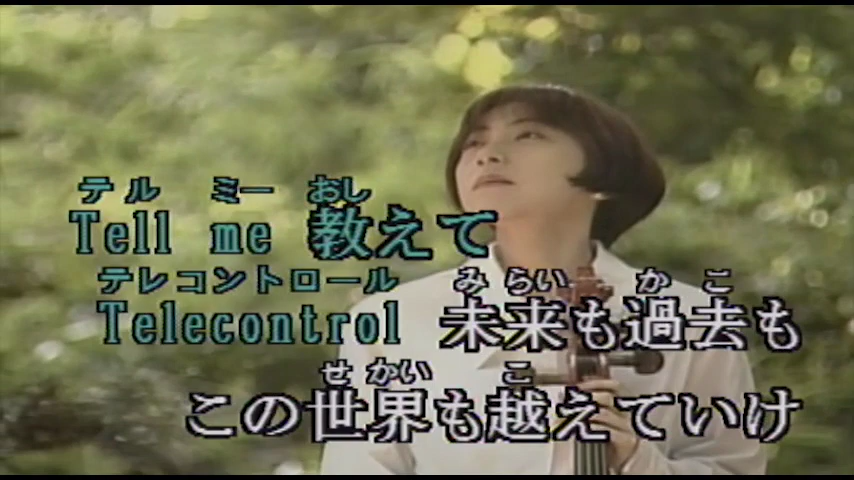 テル ミー おし
Tell me 教えて
テレコントロール みらい かこ
Telecontrol 未来も過去も
せかい こ
この世界も越えていけ